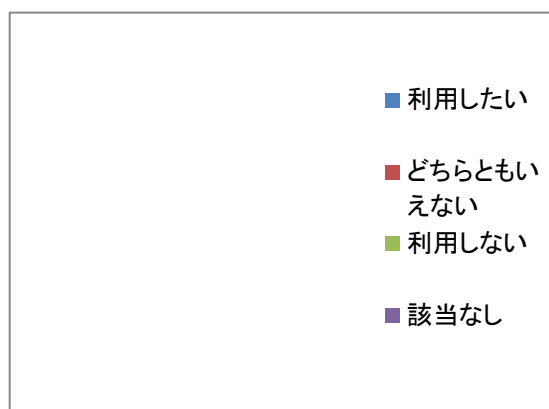 利用したい
どちらともい
えない
利用しない
該当なし